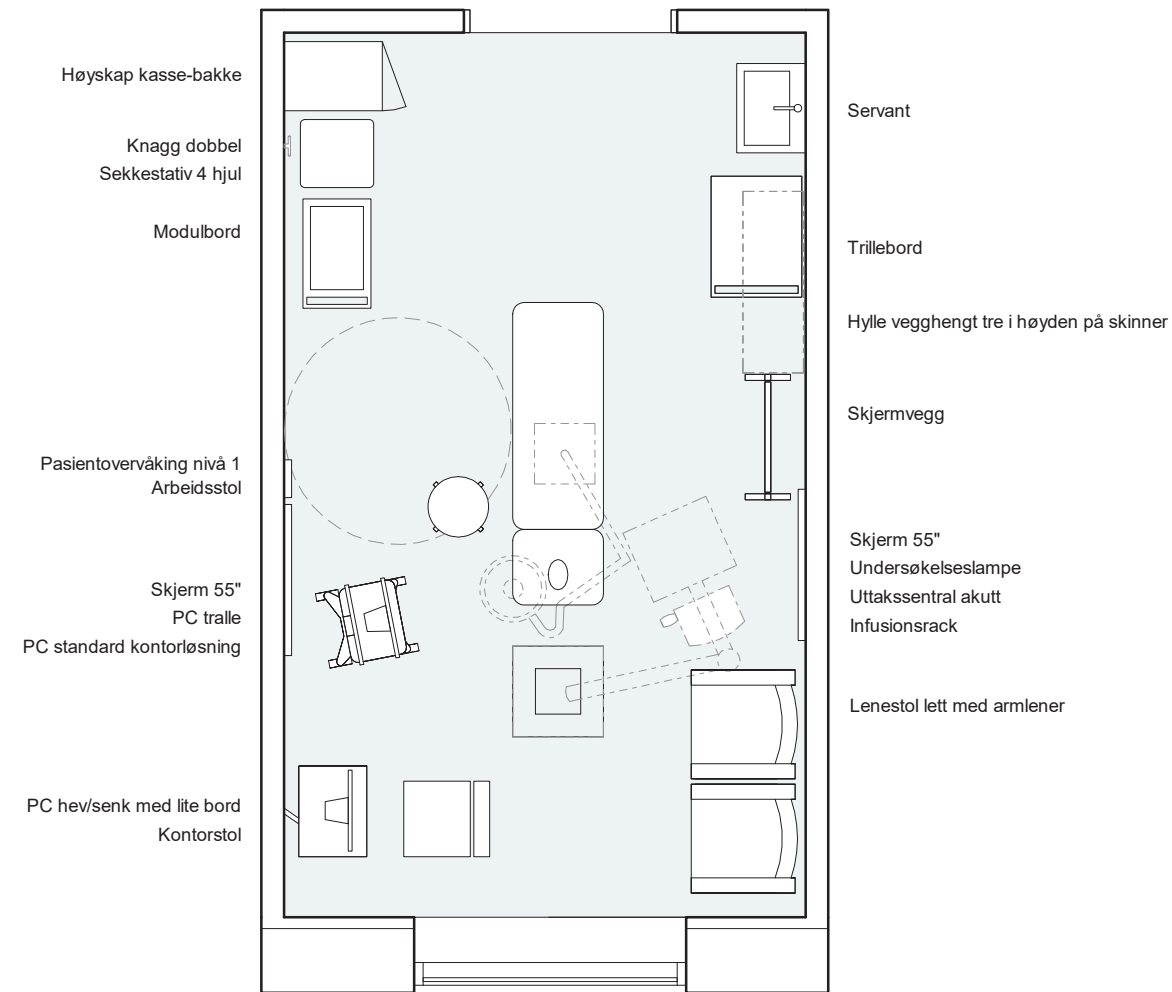 Høyskap kasse-bakke
Knagg dobbel
Sekkestativ 4 hjul
Modulbord
Pasientovervåking nivå 1
Arbeidsstol
Skjerm 55"
PC tralle
PC standard kontorløsning
PC hev/senk med lite bord
Kontorstol
Servant
Trillebord
Hylle vegghengt tre i høyden på skinner
Skjermvegg
Skjerm 55"
Undersøkelseslampe
Uttakssentral akutt
Infusionsrack
Lenestol lett med armlener